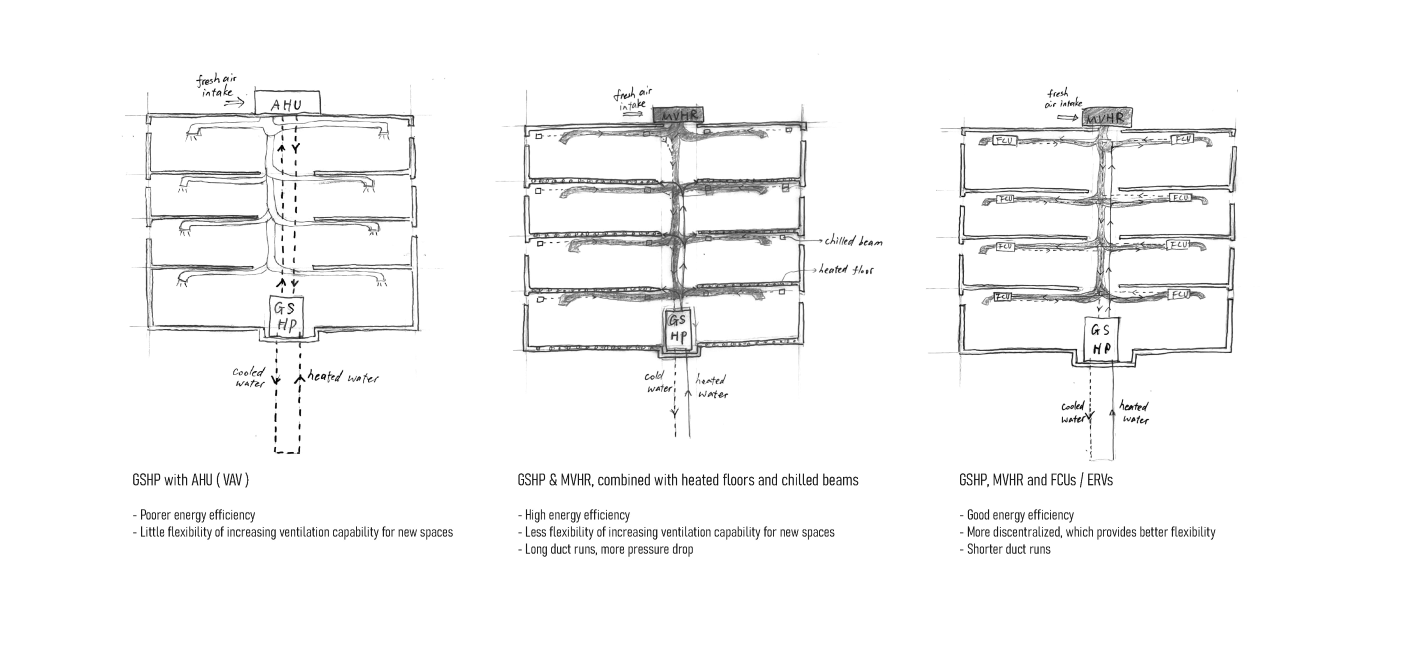 fresh air
intake
AHU
GS
HP
cooled
water
heated water
GSHP with AHU ( VAV )
- Poorer energy efficiency
- Little flexibility of increasing ventilation capability for new spaces
fresh air
intake
MVHR
chilled beam
heated floor
GS
HP
cold
water
heated
water
GSHP & MVHR, combined with heated floors and chilled beams
- High energy efficiency
- Less flexibility of increasing ventilation capability for new spaces
- Long duct runs, more pressure drop
fresh
air intake
MVHR
FCU FCU
FCU FCU
FCU FCU
FCU FCU
GS
HP
cooled
water
heated
water
GSHP, MVHR and FCUs / ERVs
- Good energy efficiency
- More discentralized, which provides better flexibility
- Shorter duct runs